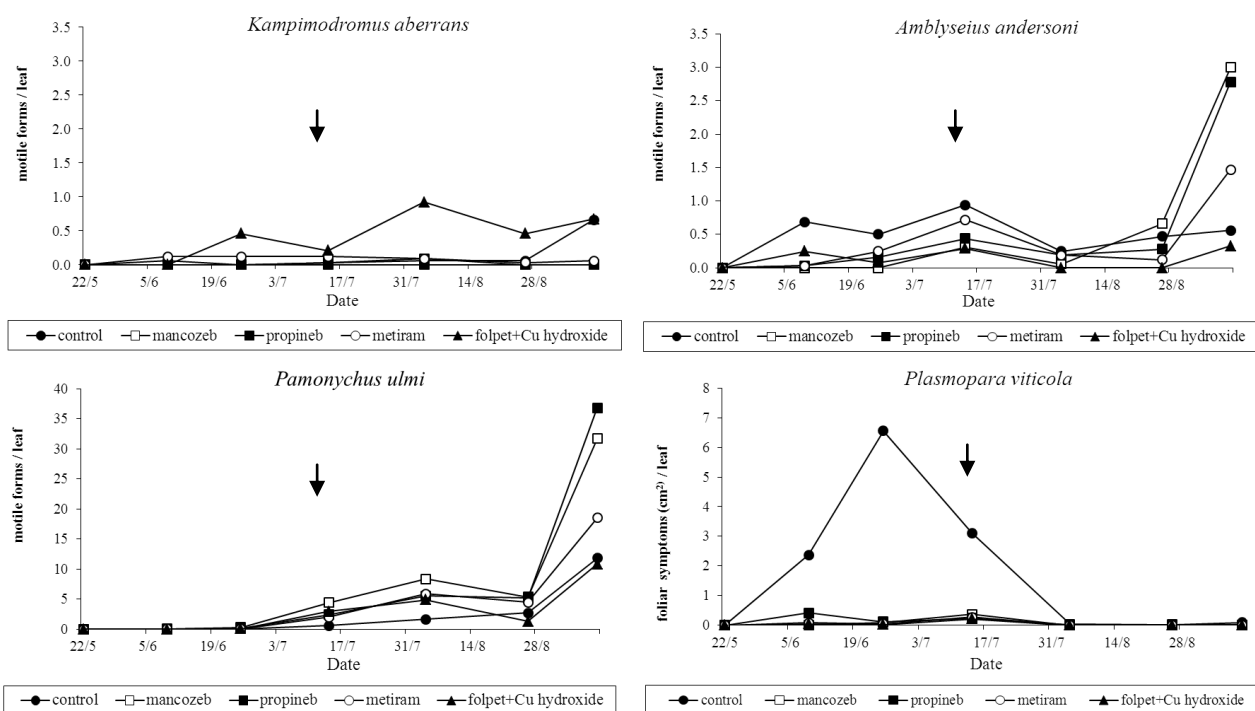 Kampimodromus aberrans
3.5
3.0
2.5
2.0
1.5
1.0
0.5
0.0
motile forms / leaf
22/5 5/6 19/6 3/7 17/7 31/7 14/8 28/8
Date
control mancozeb propineb metiram folpet+Cu hydroxide
Amblyseius andersoni
3.5
3.0
2.5
2.0
1.5
1.0
0.5
0.0
motile forms / leaf
22/5 5/6 19/6 3/7 17/7 31/7 14/8 28/8
Date
control mancozeb propineb metiram folpet+Cu hydroxide
Pamonychus ulmi
40
35
30
25
20
15
10
5
0
motile forms / leaf
22/5 5/6 19/6 3/7 17/7 31/7 14/8 28/8
Date
control mancozeb propineb metiram folpet+Cu hydroxide
Plasmopara viticola
8
7
6
5
4
3
2
1
0
foliar symptoms (cm²) / leaf
22/5 5/6 19/6 3/7 17/7 31/7 14/8 28/8
Date
control mancozeb propineb metiram folpet+Cu hydroxide